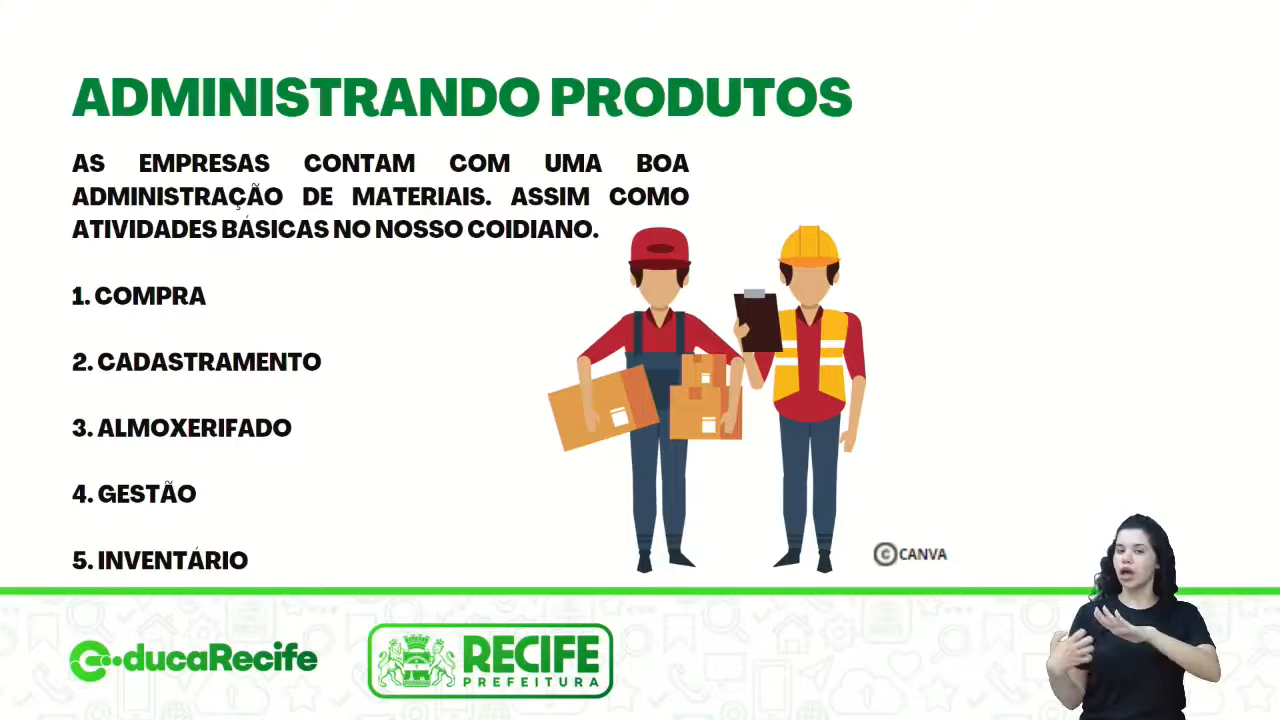 ADMINISTRANDO PRODUTOS
AS EMPRESAS CONTAM COM UMA BOA
ADMINISTRAÇÃO DE MATERIAIS. ASSIM COMO
ATIVIDADES BÁSICAS NO NOSSO COIDIANO.
1. COMPRA
2. CADASTRAMENTO
3. ALMOXERIFADO
4. GESTÃO
5. INVENTÁRIO
©CANVA
educaRecife
RECIFE
PREFEITURA